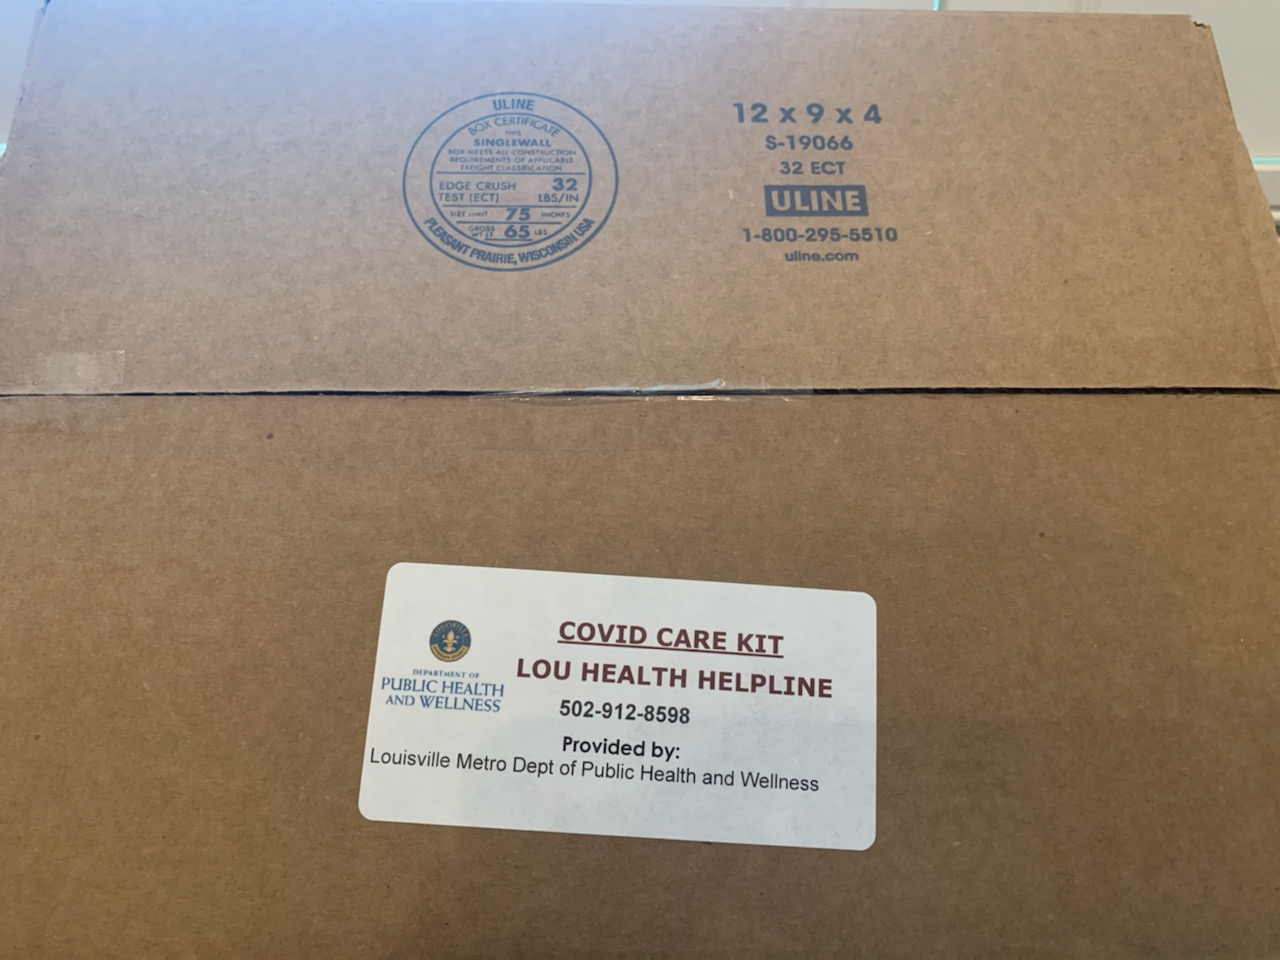 ULINE
BOX CERTIFICATE
THIS
SINGLEWALL
BOX MEETS ALL CONSTRUCTION
REQUIREMENTS OF APPLICABLE
FREIGHT CLASSIFICATION
EDGE CRUSH TEST (ECT) 32 LBS/IN
SIZE LIMIT 75 INCHES
GROSS WT LT 65 LBS
PLEASANT PRAIRIE, WISCONSIN USA
12 x 9 x 4
S-19066
32 ECT
ULINE
1-800-295-5510
uline.com
DEPARTMENT OF
PUBLIC HEALTH
AND WELLNESS
COVID CARE KIT
LOU HEALTH HELPLINE
502-912-8598
Provided by:
Louisville Metro Dept of Public Health and Wellness